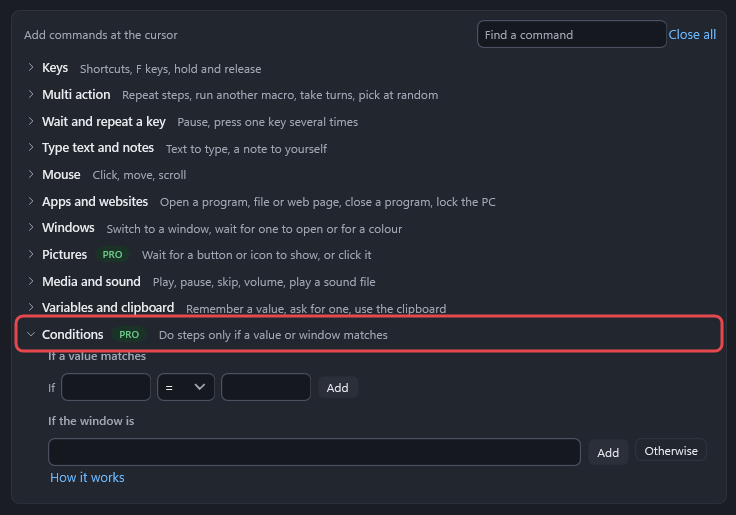 Add commands at the cursor Find a command Close all
Keys Shortcuts, F keys, hold and release
Multi action Repeat steps, run another macro, take turns, pick at random
Wait and repeat a key Pause, press one key several times
Type text and notes Text to type, a note to yourself
Mouse Click, move, scroll
Apps and websites Open a program, file or web page, close a program, lock the PC
Windows Switch to a window, wait for one to open or for a colour
Pictures PRO Wait for a button or icon to show, or click it
Media and sound Play, pause, skip, volume, play a sound file
Variables and clipboard Remember a value, ask for one, use the clipboard
Conditions PRO Do steps only if a value or window matches
If a value matches
If = Add
If the window is
Add Otherwise
How it works